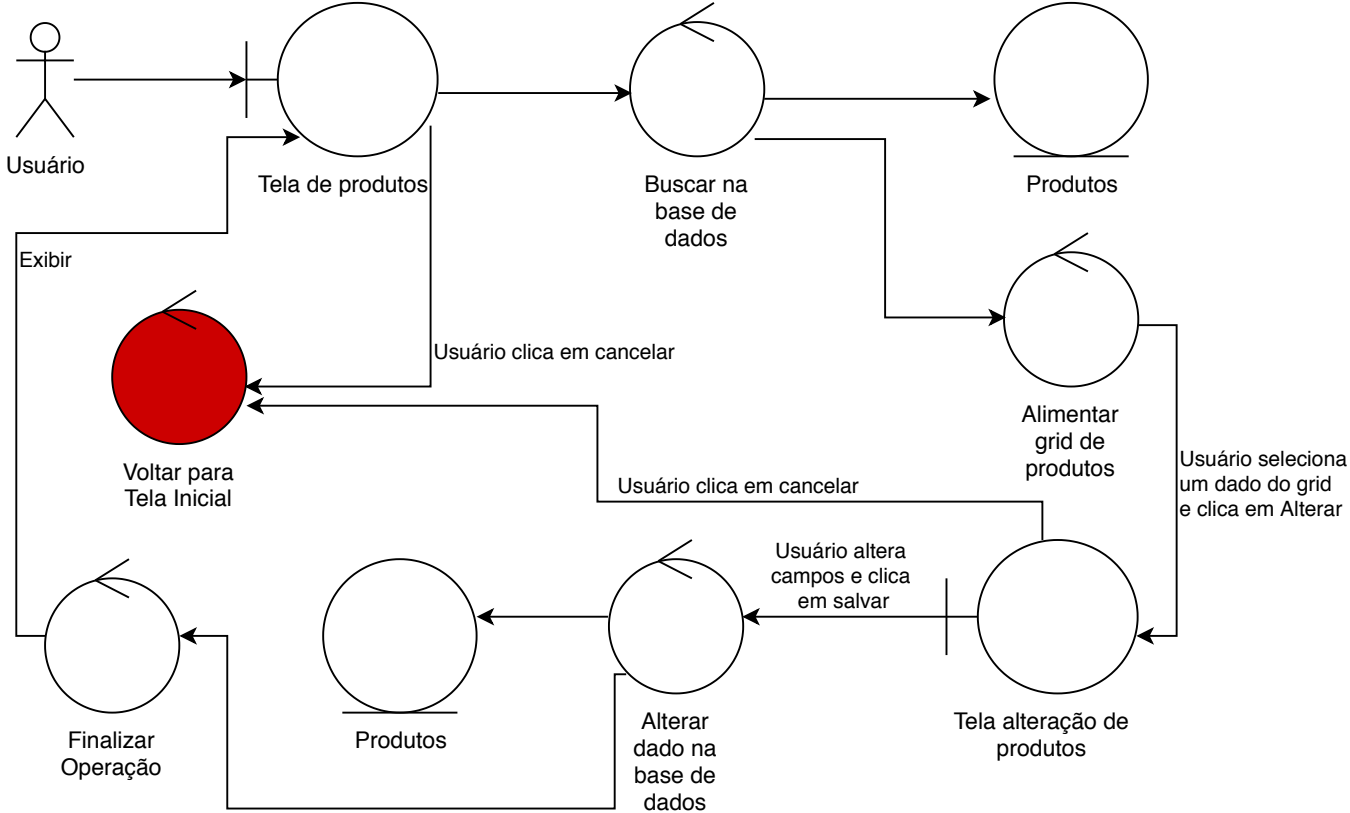 Usuário
Tela de produtos
Buscar na
base de
dados
Produtos
Exibir
Usuário clica em cancelar
Alimentar
grid de
produtos
Voltar para
Tela Inicial
Usuário seleciona
um dado do grid
e clica em Alterar
Usuário clica em cancelar
Usuário altera
campos e clica
em salvar
Finalizar
Operação
Produtos
Alterar
dado na
base de
dados
Tela alteração de
produtos